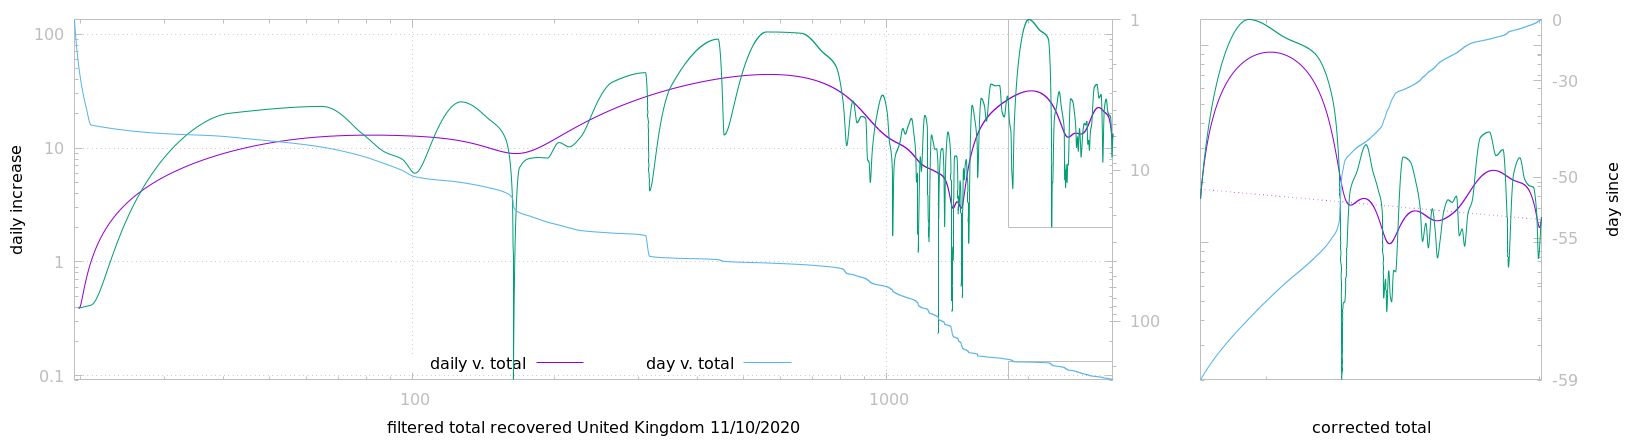 100
10
1
0.1
daily increase
100
1000
1
10
100
daily v. total
day v. total
filtered total recovered United Kingdom 11/10/2020
0
-30
-50
-55
-59
day since
corrected total